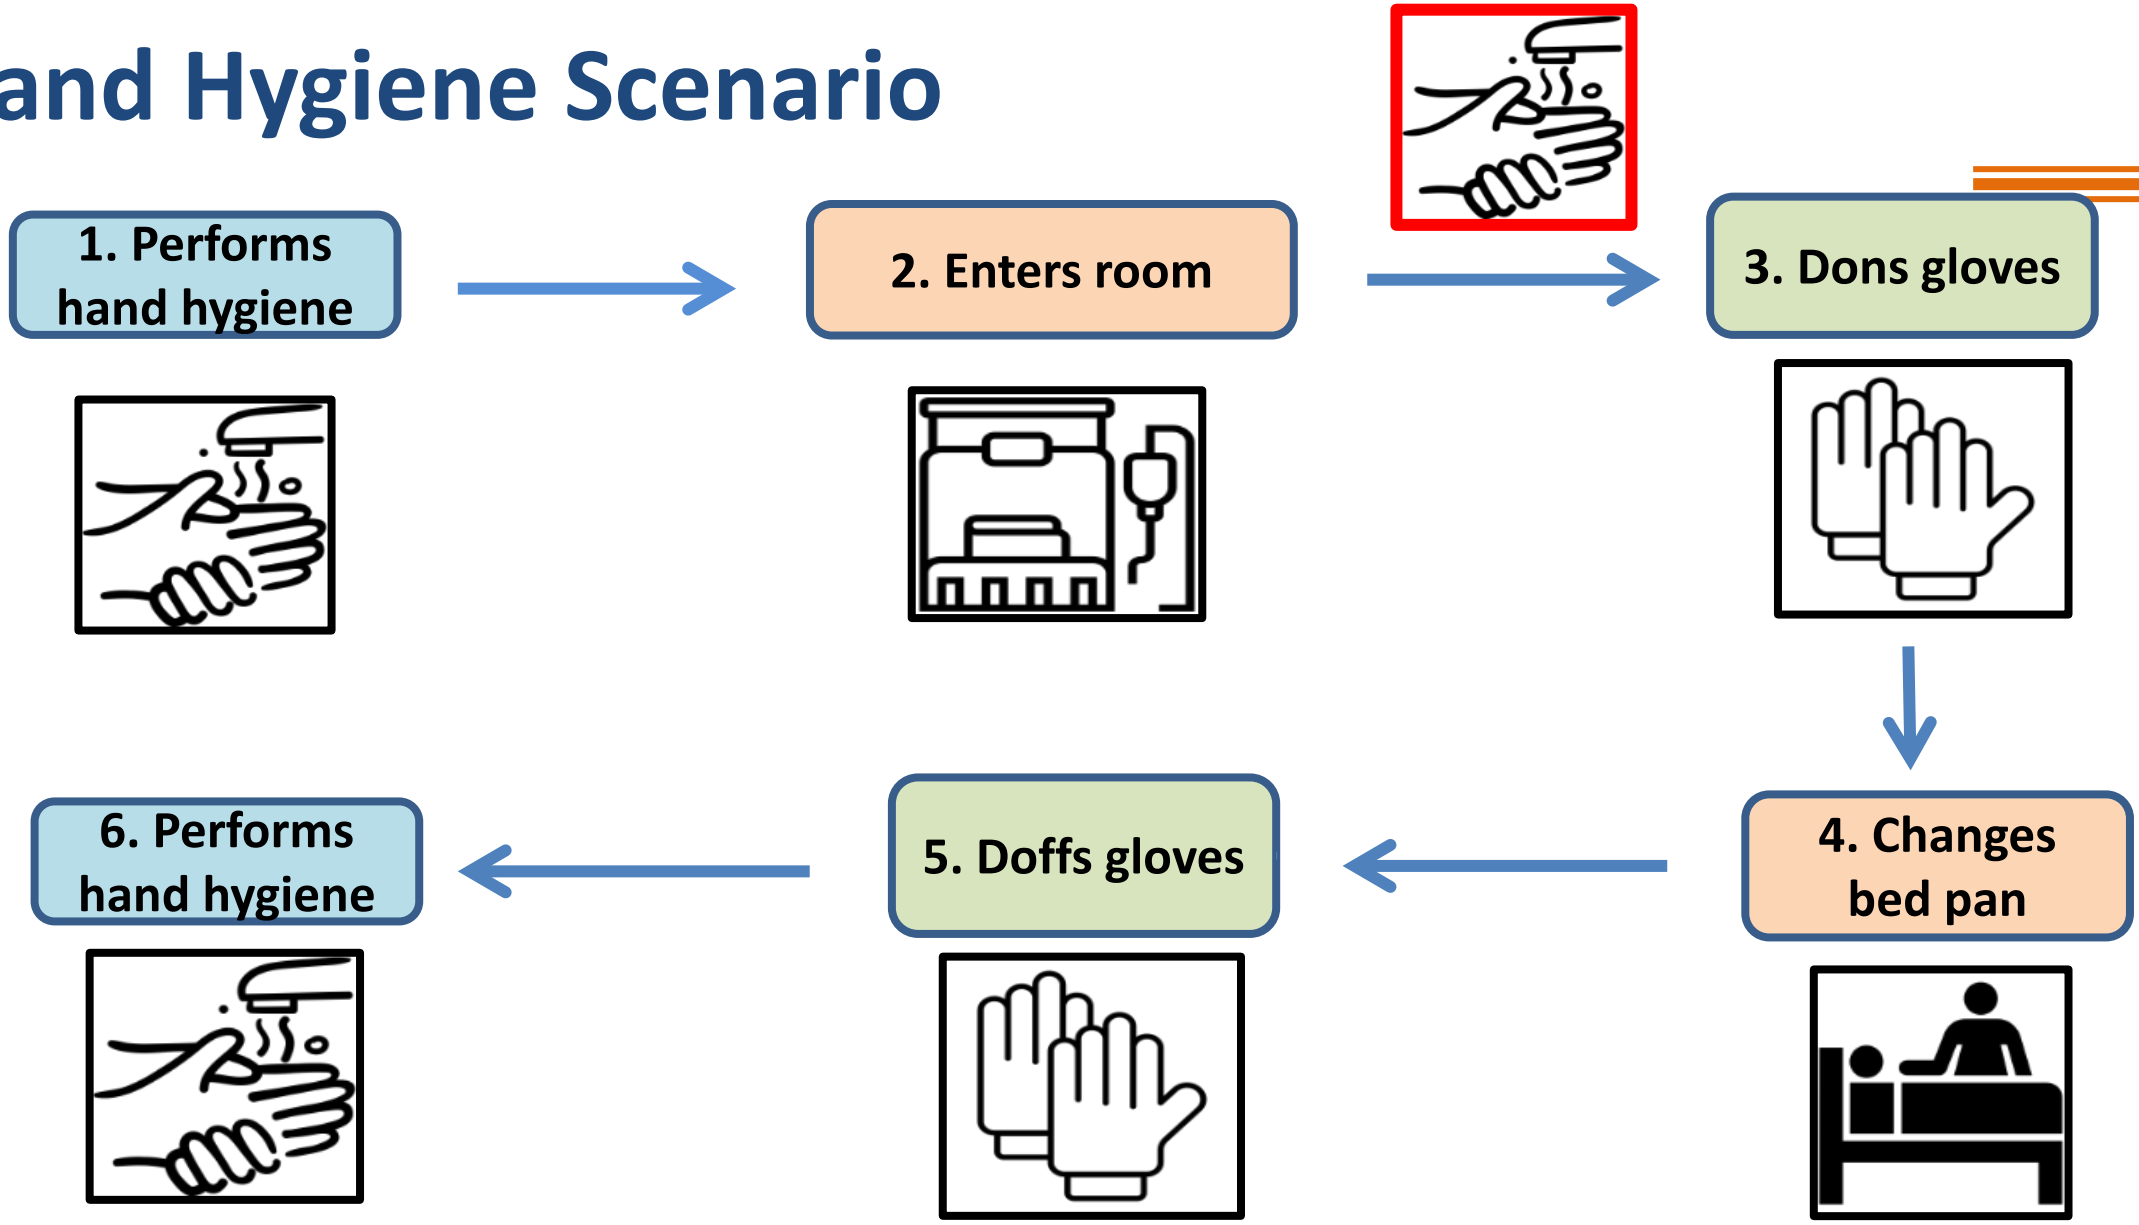 and Hygiene Scenario
1. Performs
hand hygiene
2. Enters room
3. Dons gloves
4. Changes
bed pan
5. Doffs gloves
6. Performs
hand hygiene